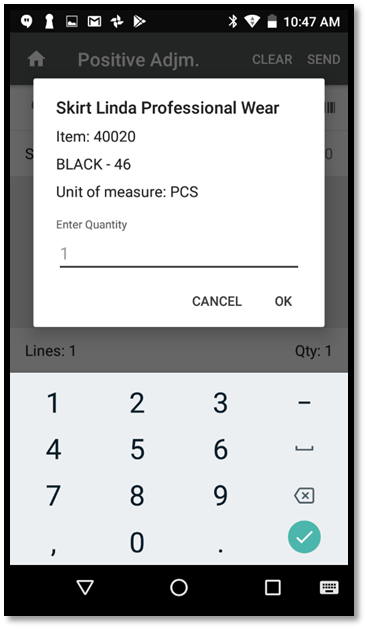 10:47 AM
Positive Adjm. CLEAR SEND
Skirt Linda Professional Wear
Item: 40020
BLACK - 46
Unit of measure: PCS
Enter Quantity
1
CANCEL OK
S 0
Lines: 1 Qty: 1
1 2 3 –
4 5 6
7 8 9
, 0 .